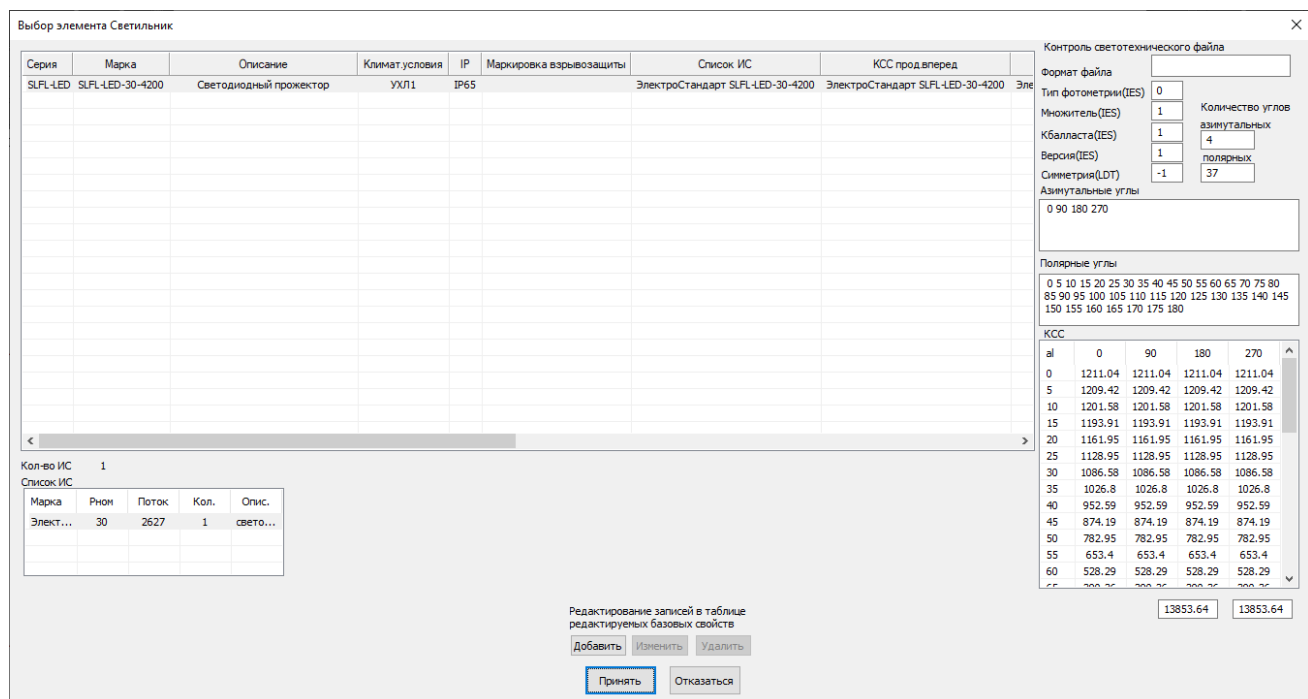 Выбор элемента Светильник
Серия Марка Описание Климат.условия IP Маркировка взрывозащиты Список ИС КСС прод.вперед
SLFL-LED SLFL-LED-30-4200 Светодиодный прожектор УХЛ1 IP65 ЭлектроСтандарт SLFL-LED-30-4200 ЭлектроСтандарт SLFL-LED-30-4200 Эле
Кол-во ИС 1
Список ИС
Марка Рном Поток Кол. Опис.
Элект... 30 2627 1 свето...
Контроль светотехнического файла
Формат файла
Тип фотометрии(IES) 0
Множитель(IES) 1
Кбалласта(IES) 1
Версия(IES) 1
Симметрия(LDT) -1
Количество углов
азимутальных
4
полярных
37
Азимутальные углы
0 90 180 270
Полярные углы
0 5 10 15 20 25 30 35 40 45 50 55 60 65 70 75 80
85 90 95 100 105 110 115 120 125 130 135 140 145
150 155 160 165 170 175 180
КСС
al 0 90 180 270
0 1211.04 1211.04 1211.04 1211.04
5 1209.42 1209.42 1209.42 1209.42
10 1201.58 1201.58 1201.58 1201.58
15 1193.91 1193.91 1193.91 1193.91
20 1161.95 1161.95 1161.95 1161.95
25 1128.95 1128.95 1128.95 1128.95
30 1086.58 1086.58 1086.58 1086.58
35 1026.8 1026.8 1026.8 1026.8
40 952.59 952.59 952.59 952.59
45 874.19 874.19 874.19 874.19
50 782.95 782.95 782.95 782.95
55 653.4 653.4 653.4 653.4
60 528.29 528.29 528.29 528.29
13853.64 13853.64
Редактирование записей в таблице
редактируемых базовых свойств
Добавить Изменить Удалить
Принять Отказаться